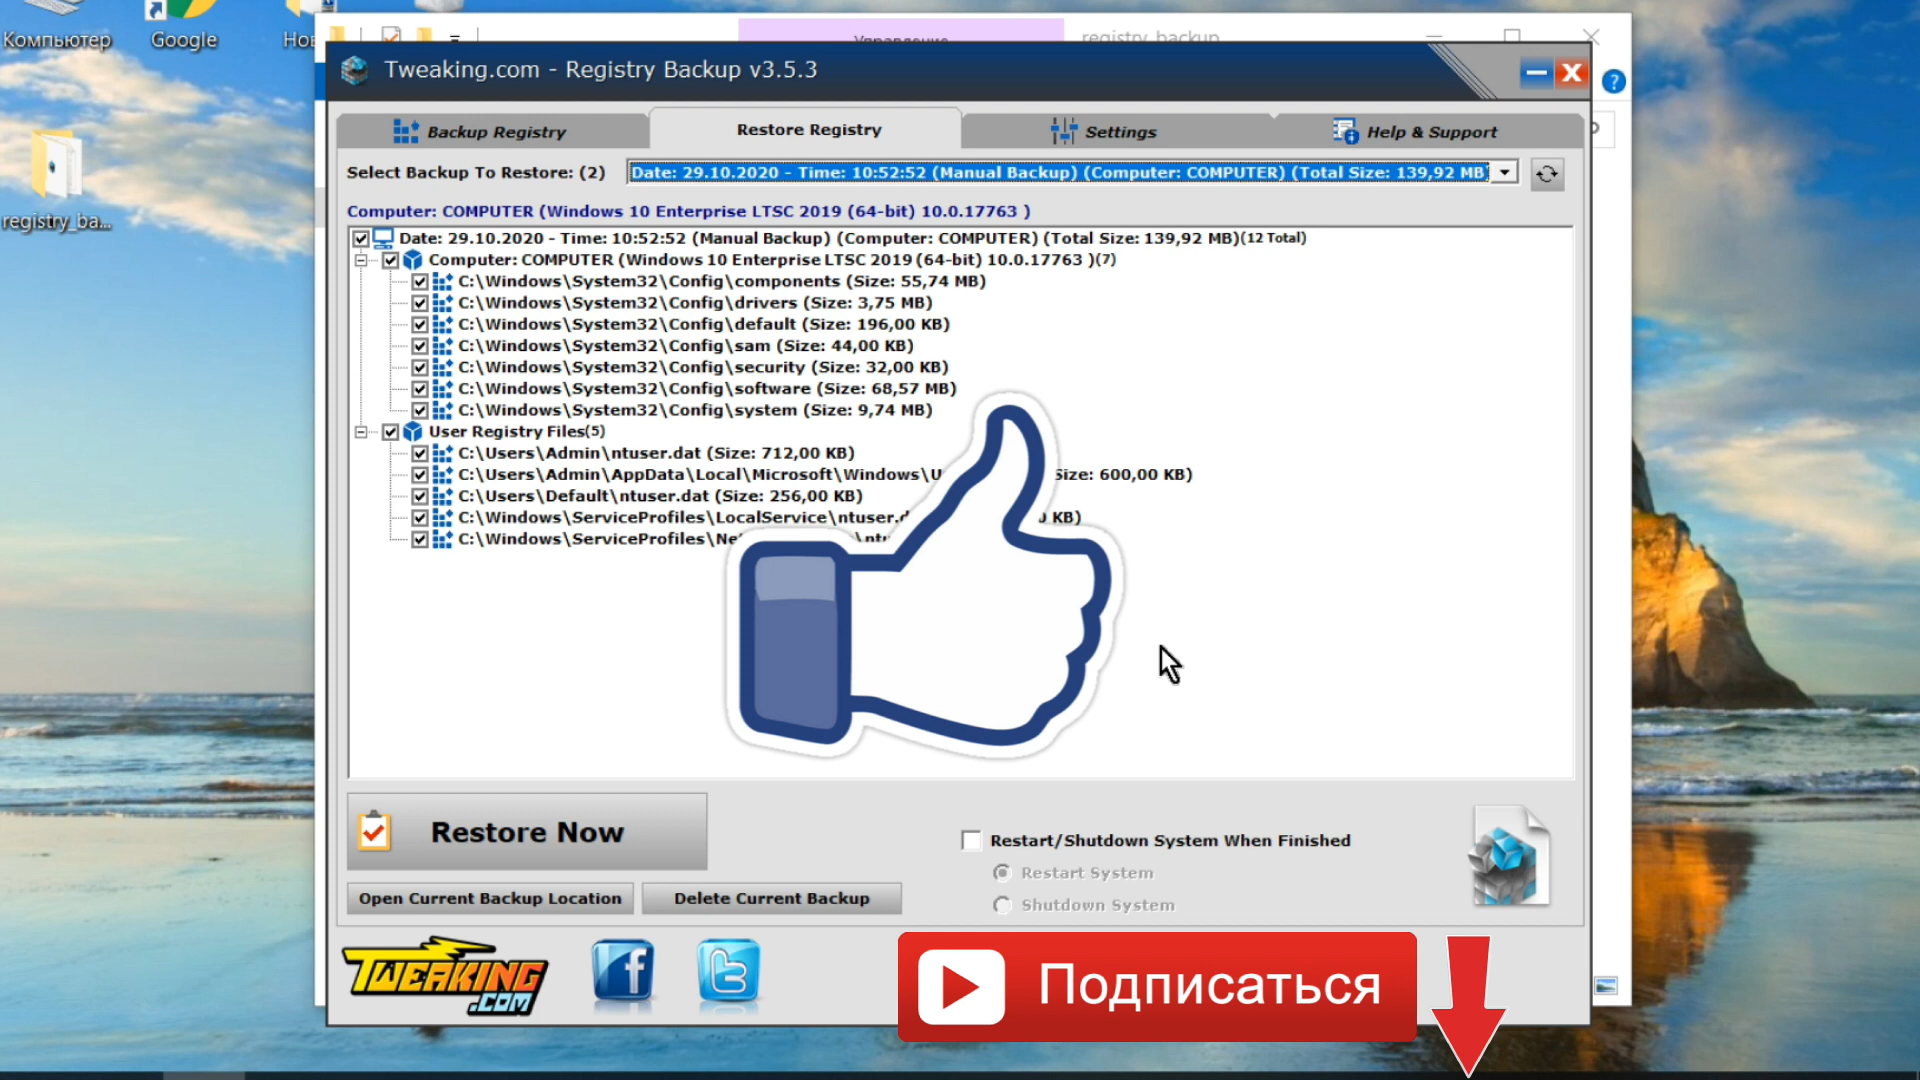 Компьютер
Google
registry_ba...
registry_backup
Tweaking.com - Registry Backup v3.5.3
Backup Registry
Restore Registry
Settings
Help & Support
Select Backup To Restore: (2)
Date: 29.10.2020 - Time: 10:52:52 (Manual Backup) (Computer: COMPUTER) (Total Size: 139,92 MB)
Computer: COMPUTER (Windows 10 Enterprise LTSC 2019 (64-bit) 10.0.17763 )
Date: 29.10.2020 - Time: 10:52:52 (Manual Backup) (Computer: COMPUTER) (Total Size: 139,92 MB)(12 Total)
Computer: COMPUTER (Windows 10 Enterprise LTSC 2019 (64-bit) 10.0.17763 )(7)
C:\Windows\System32\Config\components (Size: 55,74 MB)
C:\Windows\System32\Config\drivers (Size: 3,75 MB)
C:\Windows\System32\Config\default (Size: 196,00 KB)
C:\Windows\System32\Config\sam (Size: 44,00 KB)
C:\Windows\System32\Config\security (Size: 32,00 KB)
C:\Windows\System32\Config\software (Size: 68,57 MB)
C:\Windows\System32\Config\system (Size: 9,74 MB)
User Registry Files(5)
C:\Users\Admin\ntuser.dat (Size: 712,00 KB)
C:\Users\Admin\AppData\Local\Microsoft\Windows\U Size: 600,00 KB)
C:\Users\Default\ntuser.dat (Size: 256,00 KB)
C:\Windows\ServiceProfiles\LocalService\ntuser.d KB)
C:\Windows\ServiceProfiles\Ne
Restore Now
Restart/Shutdown System When Finished
Restart System
Shutdown System
Open Current Backup Location
Delete Current Backup
TWEAKING
.COM
Подписаться